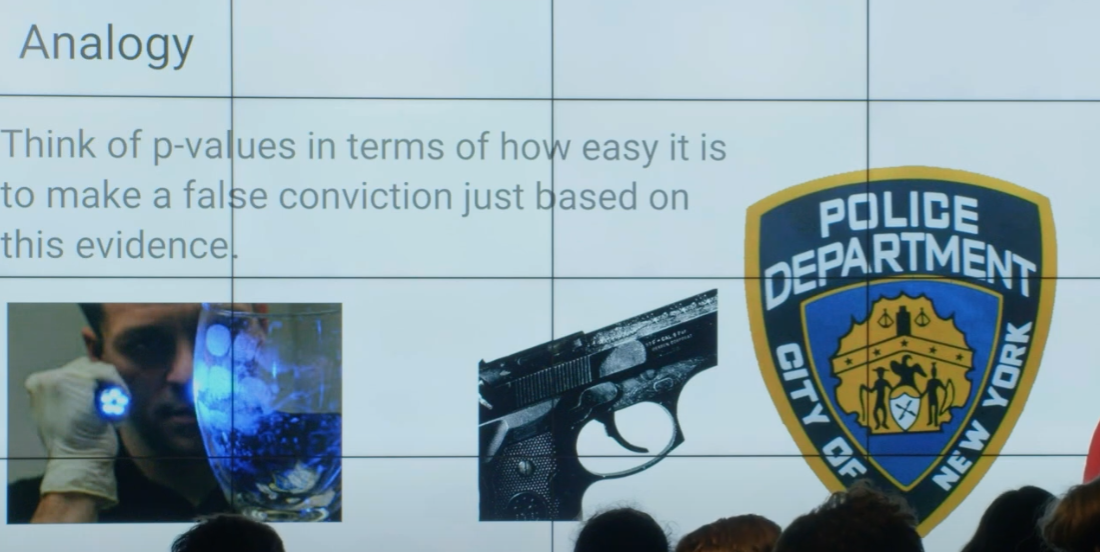 Analogy
Think of p-values in terms of how easy it is
to make a false conviction just based on
this evidence.
POLICE
DEPARTMENT
CITY OF
NEW YORK